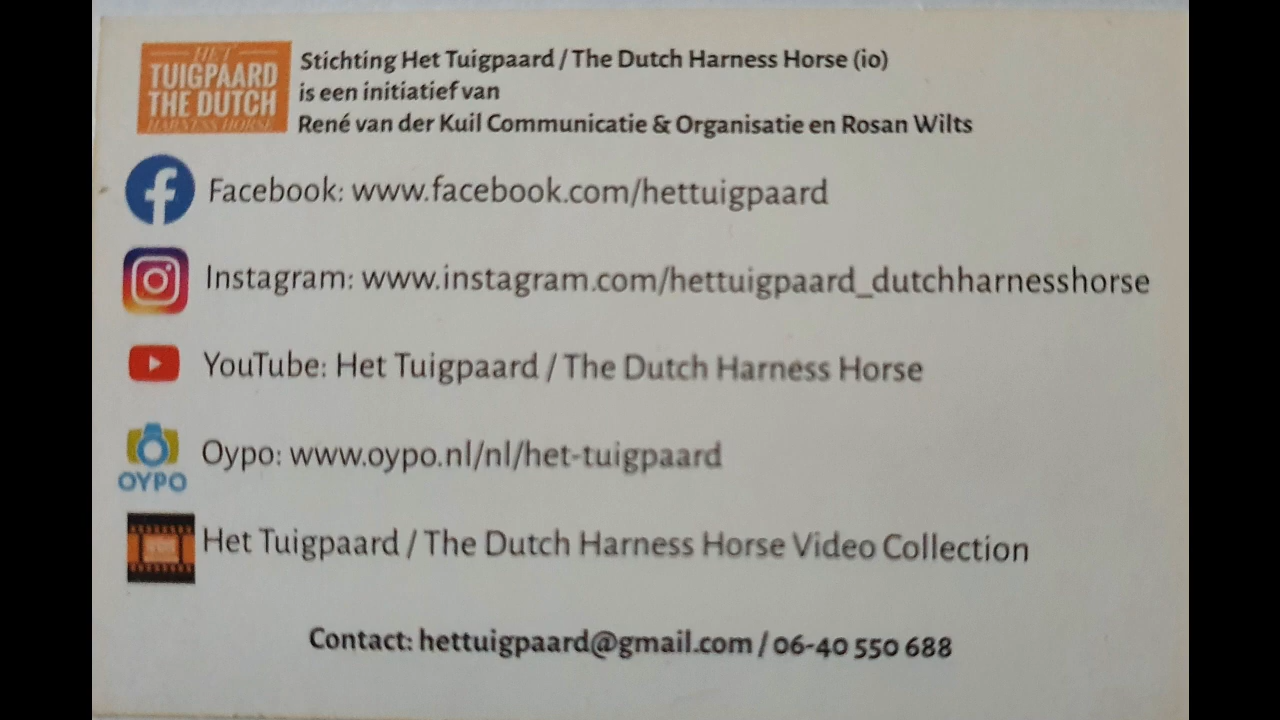 HET
TUIGPAARD
THE DUTCH
HARNESS HORSE
Stichting Het Tuigpaard / The Dutch Harness Horse (io)
is een initiatief van
René van der Kuil Communicatie & Organisatie en Rosan Wilts
Facebook: www.facebook.com/hettuigpaard
Instagram: www.instagram.com/hettuigpaard_dutchharnesshorse
YouTube: Het Tuigpaard / The Dutch Harness Horse
OYPO
Oypo: www.oypo.nl/nl/het-tuigpaard
Het Tuigpaard / The Dutch Harness Horse Video Collection
Contact: hettuigpaard@gmail.com / 06-40 550 688